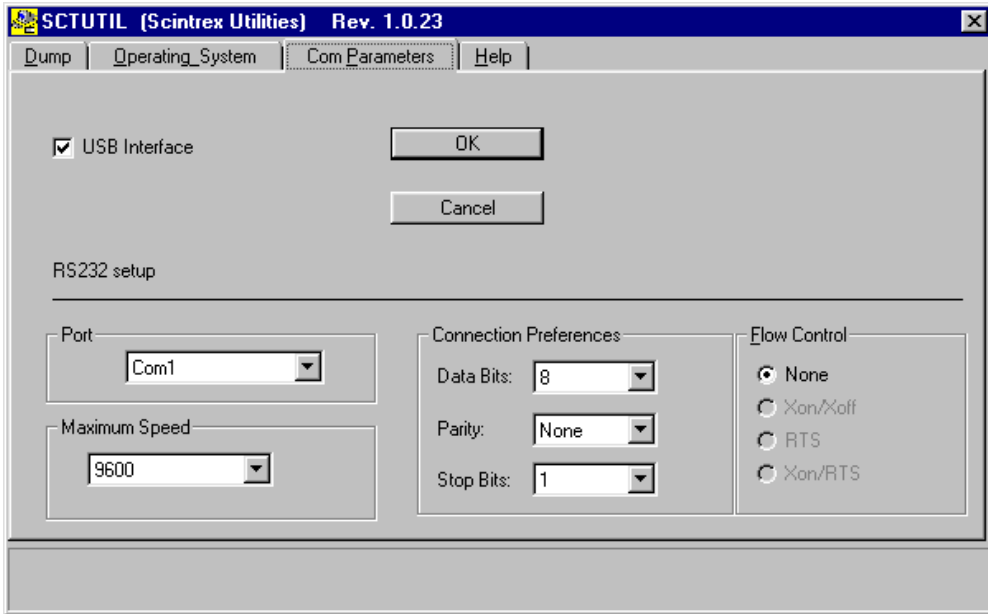 SCTUTIL (Scintrex Utilities) Rev. 1.0.23
Dump Operating_System Com Parameters Help
USB Interface
OK
Cancel
RS232 setup
Port
Com1
Maximum Speed
9600
Connection Preferences
Data Bits: 8
Parity: None
Stop Bits: 1
Flow Control
None
Xon/Xoff
RTS
Xon/RTS